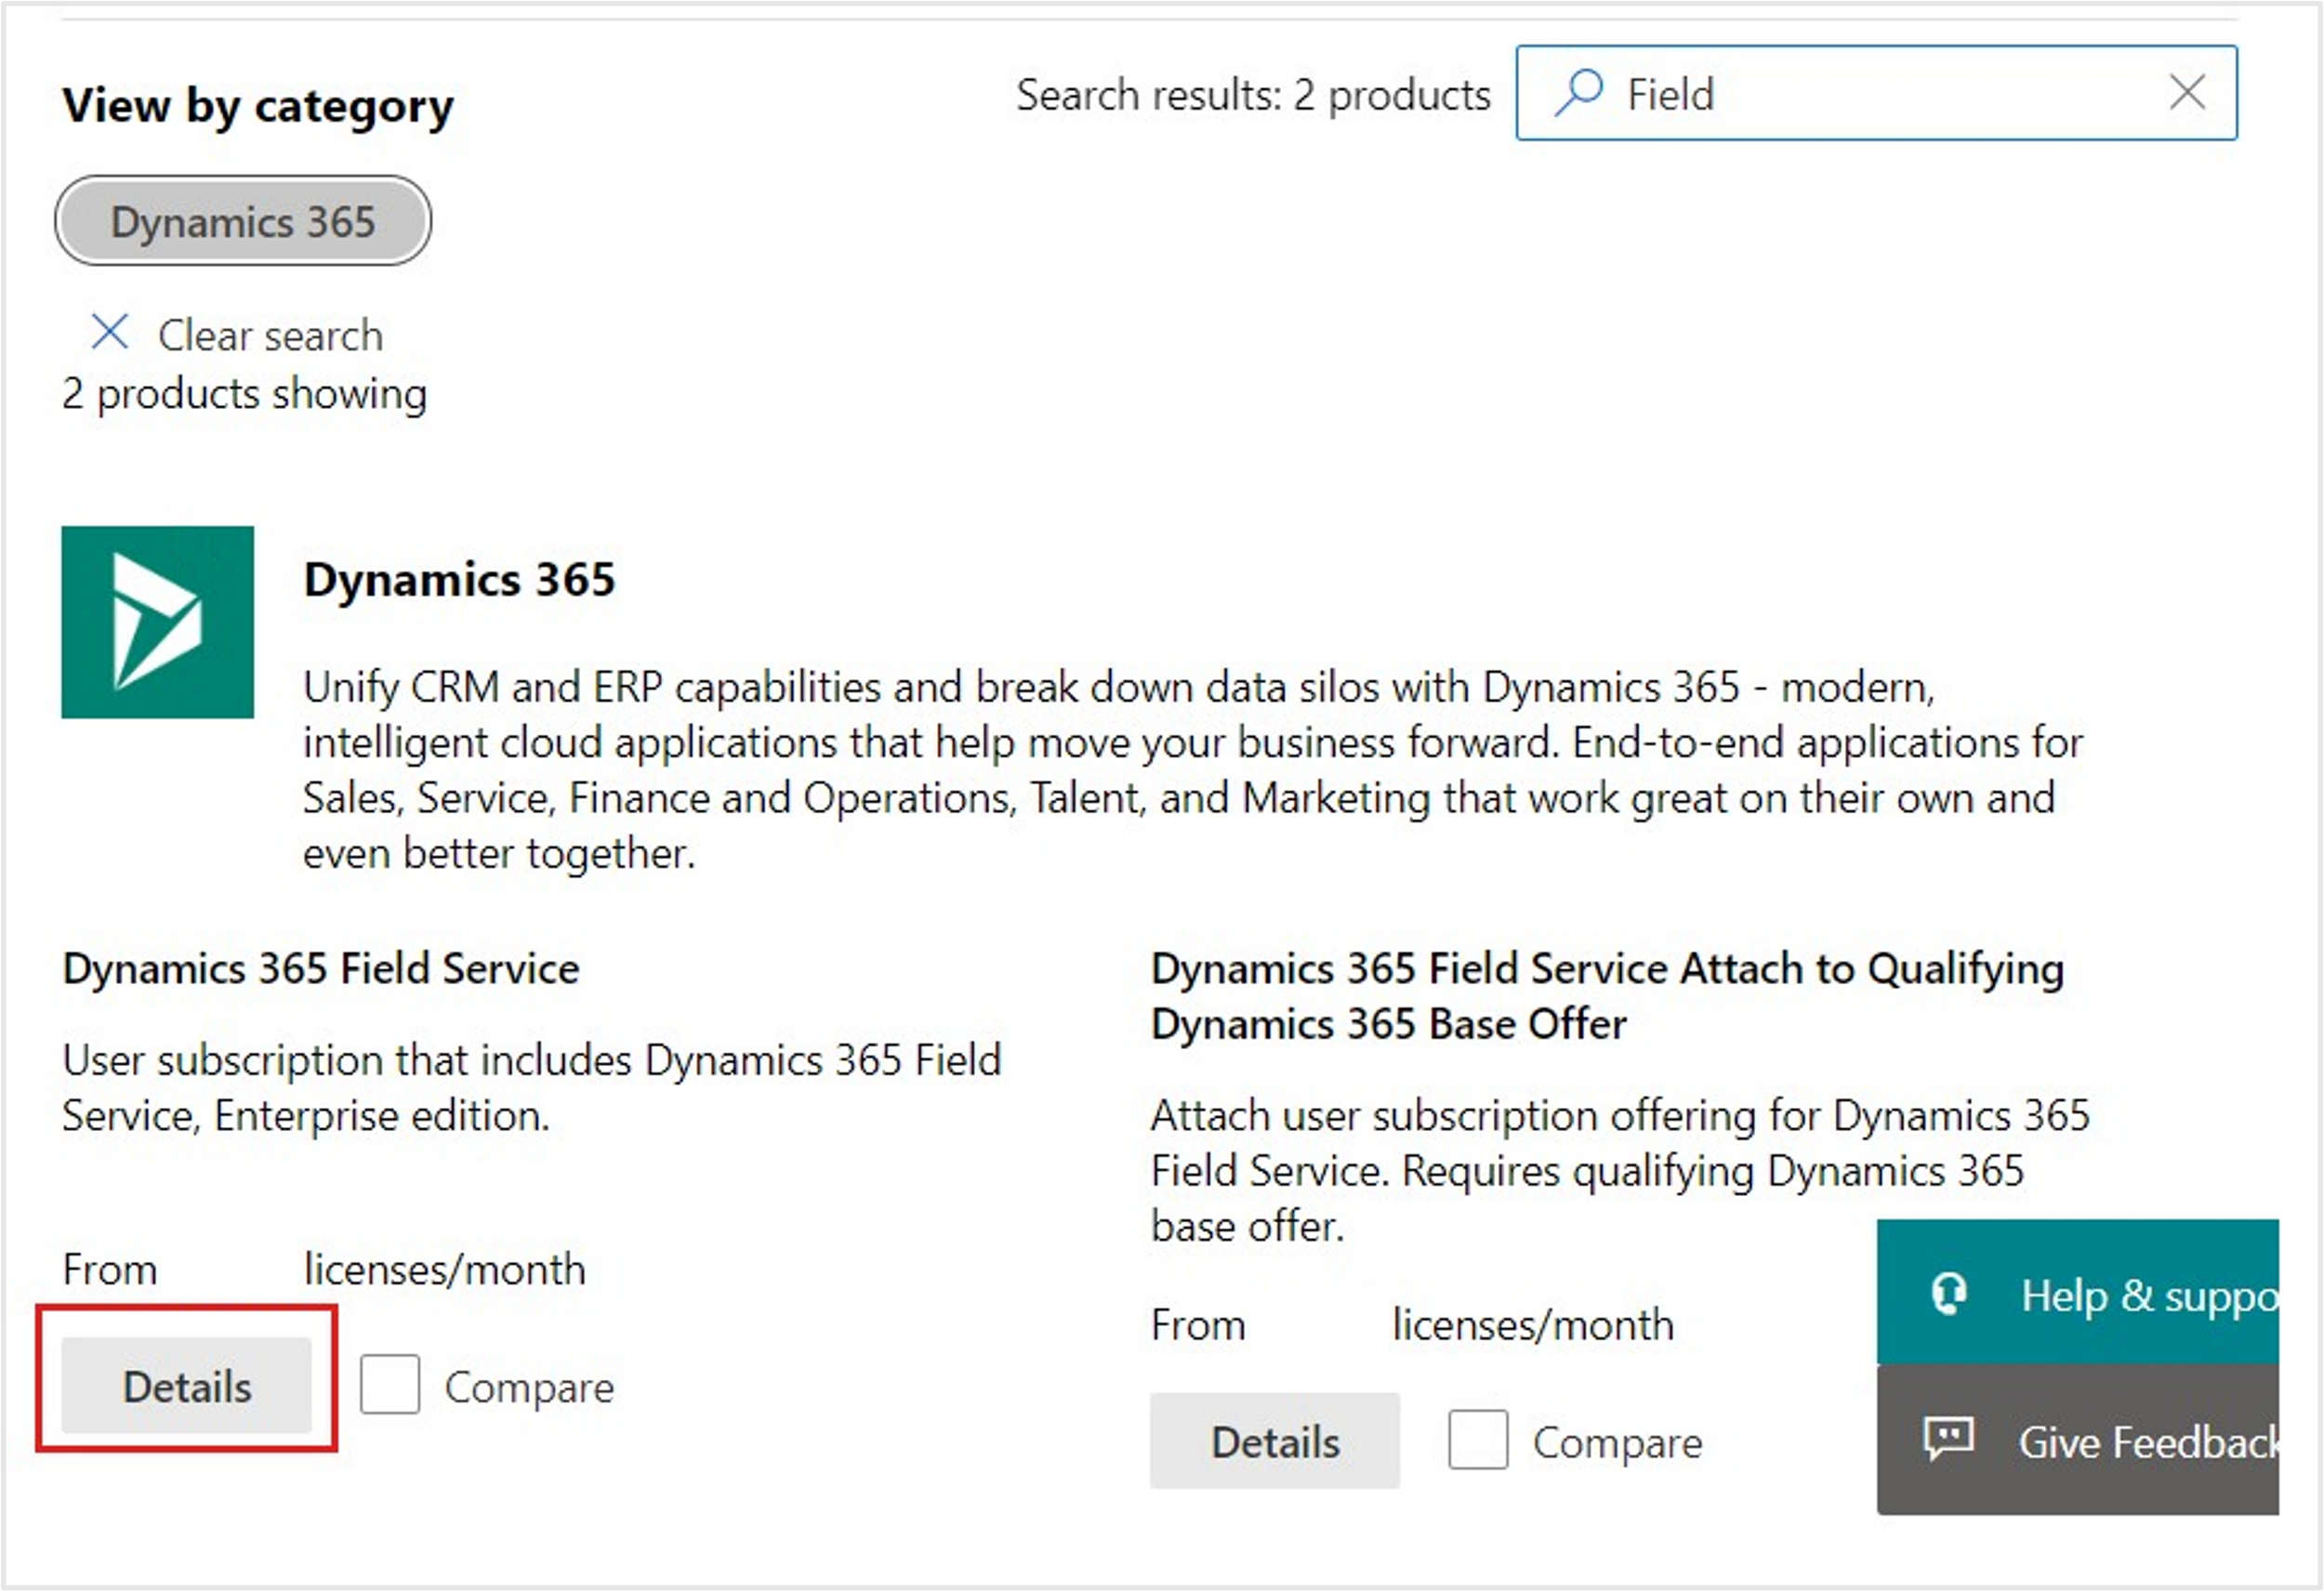 View by category
Search results: 2 products
Field
Dynamics 365
Clear search
2 products showing
Dynamics 365
Unify CRM and ERP capabilities and break down data silos with Dynamics 365 - modern,
intelligent cloud applications that help move your business forward. End-to-end applications for
Sales, Service, Finance and Operations, Talent, and Marketing that work great on their own and
even better together.
Dynamics 365 Field Service
User subscription that includes Dynamics 365 Field
Service, Enterprise edition.
From licenses/month
Details
Compare
Dynamics 365 Field Service Attach to Qualifying
Dynamics 365 Base Offer
Attach user subscription offering for Dynamics 365
Field Service. Requires qualifying Dynamics 365
base offer.
From licenses/month
Details
Compare
Help & suppo
Give Feedback